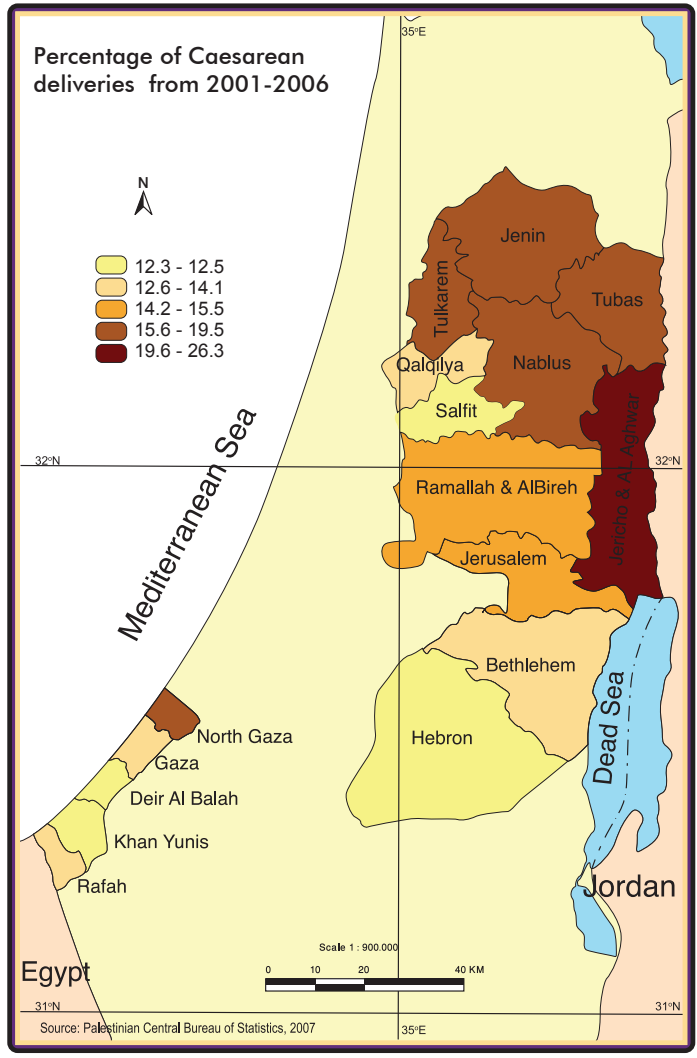 35°E
Percentage of Caesarean
deliveries from 2001-2006
N
12.3 - 12.5
12.6 - 14.1
14.2 - 15.5
15.6 - 19.5
19.6 - 26.3
Jenin
Tulkarem
Tubas
Qalqilya
Nablus
Salfit
Jericho & AL Aghwar
Mediterranean Sea
32°N
32°N
Ramallah & AlBireh
Jerusalem
Bethlehem
Dead Sea
Hebron
North Gaza
Gaza
Deir Al Balah
Khan Yunis
Rafah
Jordan
Egypt
Scale 1 : 900.000
0 10 20 40 KM
31°N
31°N
Source: Palestinian Central Bureau of Statistics, 2007
35°E